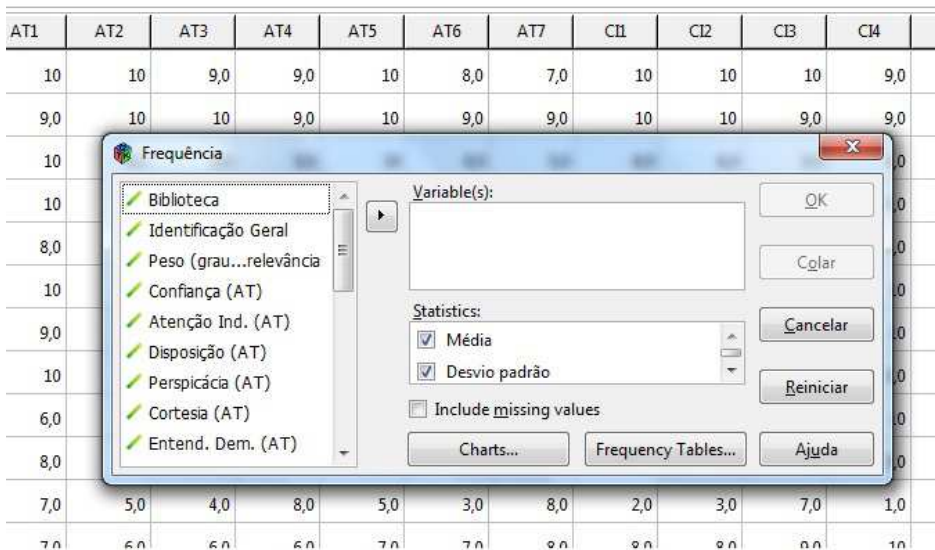 AT1 AT2 AT3 AT4 AT5 AT6 AT7 CI1 CI2 CI3 CI4
10 10 9,0 9,0 10 8,0 7,0 10 10 10 9,0
9,0 10 10 9,0 10 9,0 9,0 10 10 9,0 9,0
Frequência
10
10
8,0
10
9,0
10
6,0
8,0
Biblioteca
Identificação Geral
Peso (grau...relevância
Confiança (AT)
Atenção Ind. (AT)
Disposição (AT)
Perspicácia (AT)
Cortesia (AT)
Entend. Dem. (AT)
Variable(s):
Statistics:
Média
Desvio padrão
Include missing values
Charts... Frequency Tables...
OK
Colar
Cancelar
Reiniciar
Ajuda
7,0 5,0 4,0 8,0 5,0 3,0 8,0 2,0 3,0 7,0 1,0